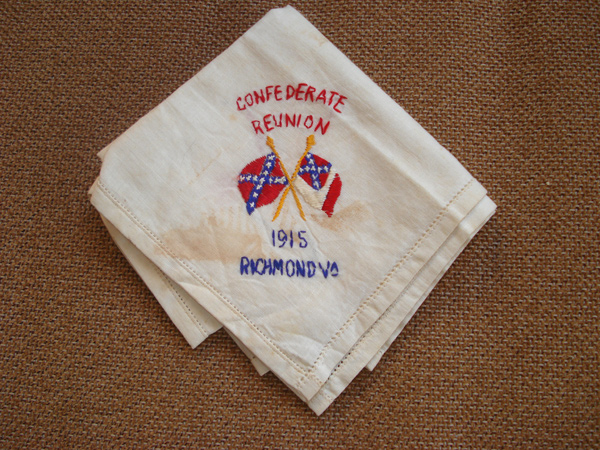 CONFEDERATE
REUNION
1915
RICHMOND VA